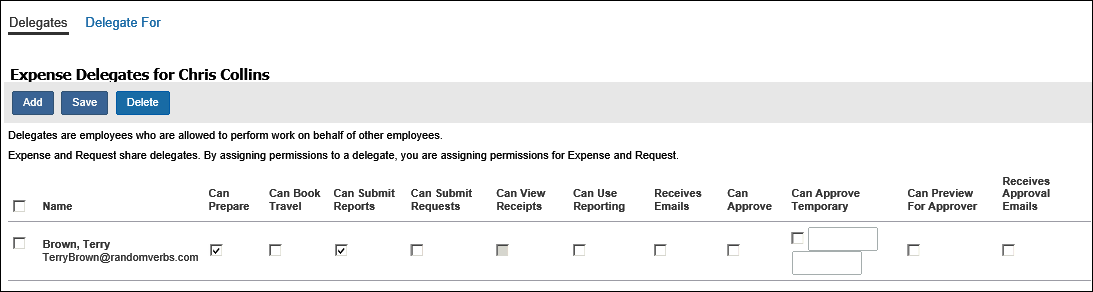 Delegates Delegate For
Expense Delegates for Chris Collins
Add Save Delete
Delegates are employees who are allowed to perform work on behalf of other employees.
Expense and Request share delegates. By assigning permissions to a delegate, you are assigning permissions for Expense and Request.
Name
Can Prepare
Can Book Travel
Can Submit Reports
Can Submit Requests
Can View Receipts
Can Use Reporting
Receives Emails
Can Approve
Can Approve Temporary
Can Preview For Approver
Receives Approval Emails
Brown, Terry
TerryBrown@randomverbs.com